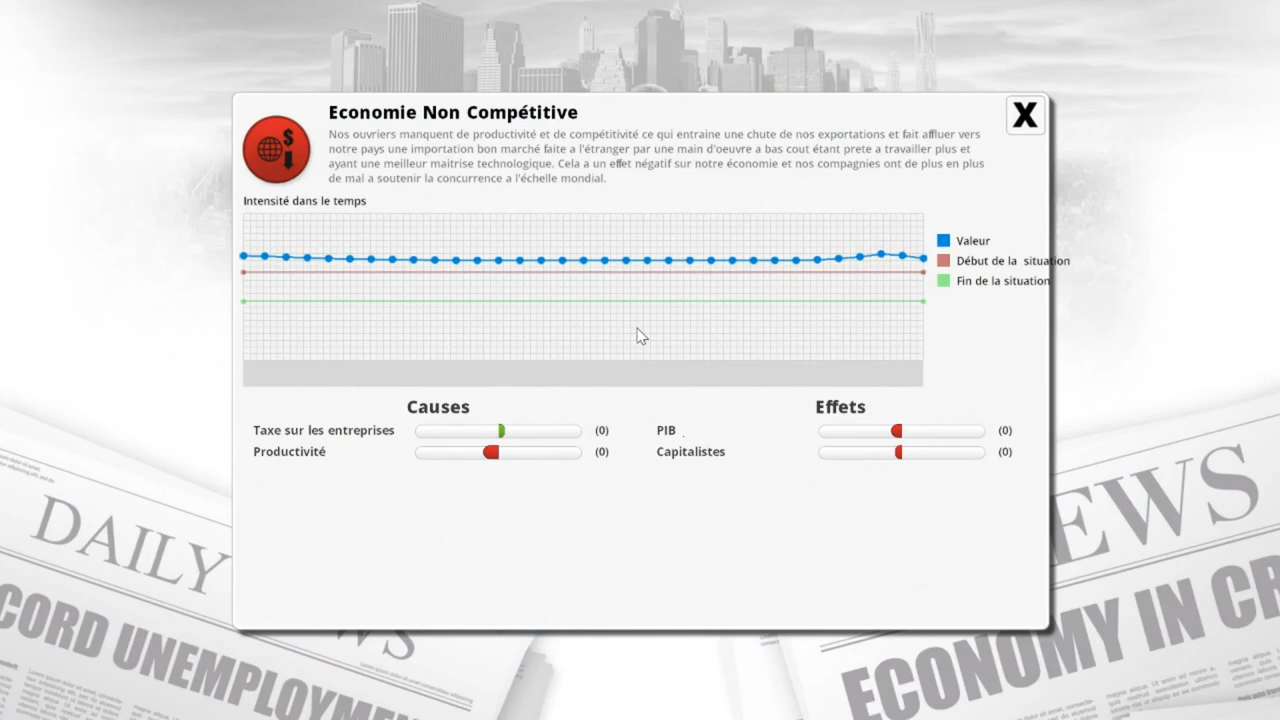 Economie Non Compétitive
Nos ouvriers manquent de productivité et de compétitivité ce qui entraine une chute de nos exportations et fait affluer vers
notre pays une importation bon marché faite a l'étranger par une main d'oeuvre a bas cout étant prete a travailler plus et
ayant une meilleur maitrise technologique. Cela a un effet négatif sur notre économie et nos compagnies ont de plus en plus
de mal a soutenir la concurrence a l'échelle mondial.
X
Intensité dans le temps
Valeur
Début de la situation
Fin de la situation
Causes
Effets
Taxe sur les entreprises (0)
PIB . (0)
Productivité (0)
Capitalistes (0)
DAILY
WS
CORD UNEMPLOYME
EWS
ECONOMY IN CR